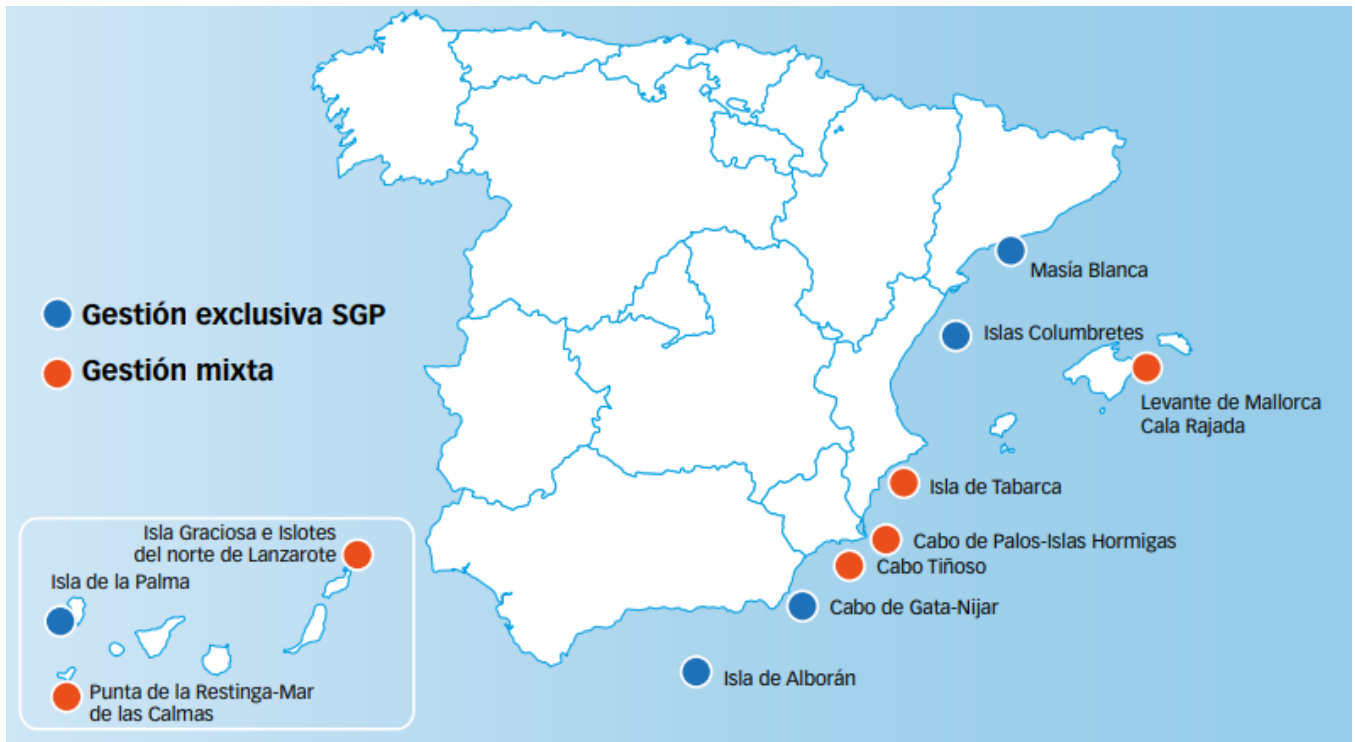 Masía Blanca
Gestión exclusiva SGP
Islas Columbretes
Gestión mixta
Levante de Mallorca
Cala Rajada
Isla de Tabarca
Isla Graciosa e Islotes
del norte de Lanzarote
Cabo de Palos-Islas Hormigas
Cabo Tiñoso
Isla de la Palma
Cabo de Gata-Nijar
Isla de Alborán
Punta de la Restinga-Mar
de las Calmas